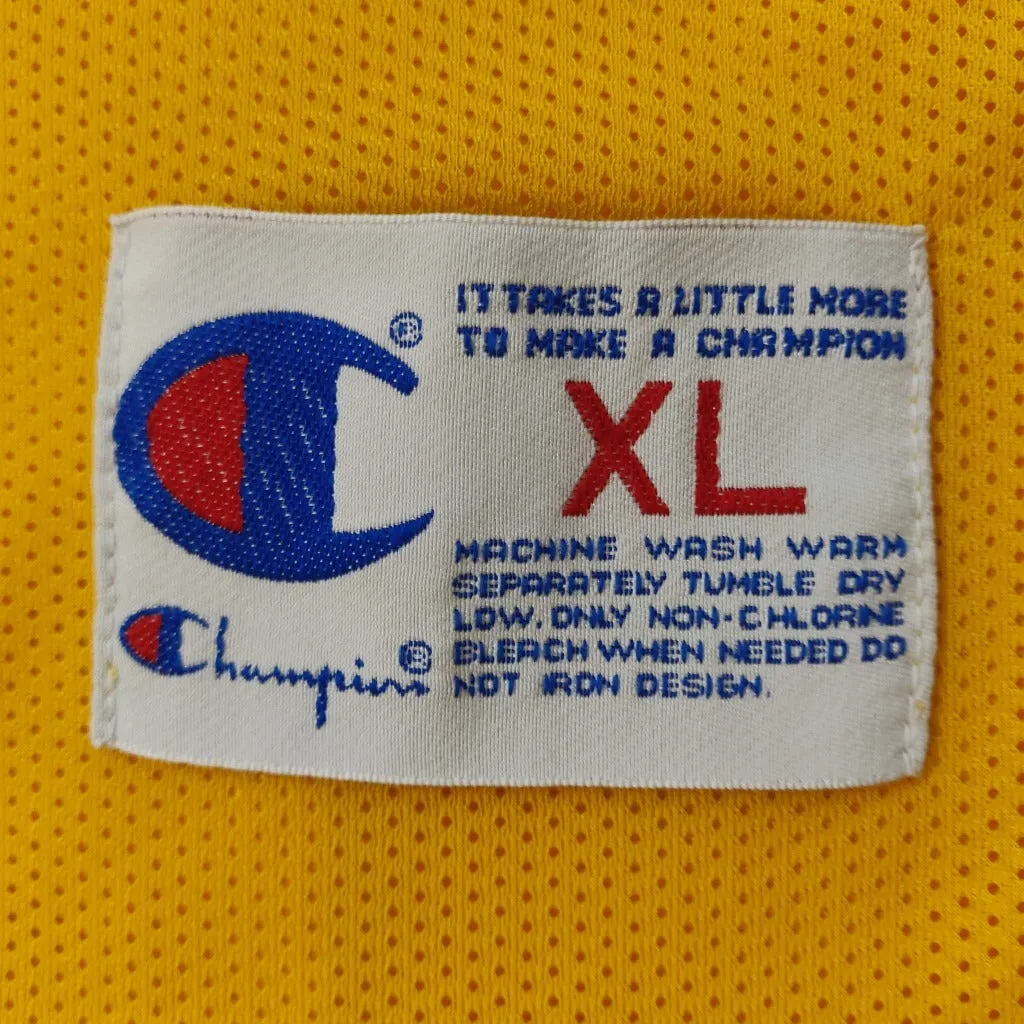 IT TAKES A LITTLE MORE
TO MAKE A CHAMPION
XL
MACHINE WASH WARM
SEPARATELY TUMBLE DRY
LOW. ONLY NON-CHLORINE
BLEACH WHEN NEEDED DO
NOT IRON DESIGN.
®
Champion ®